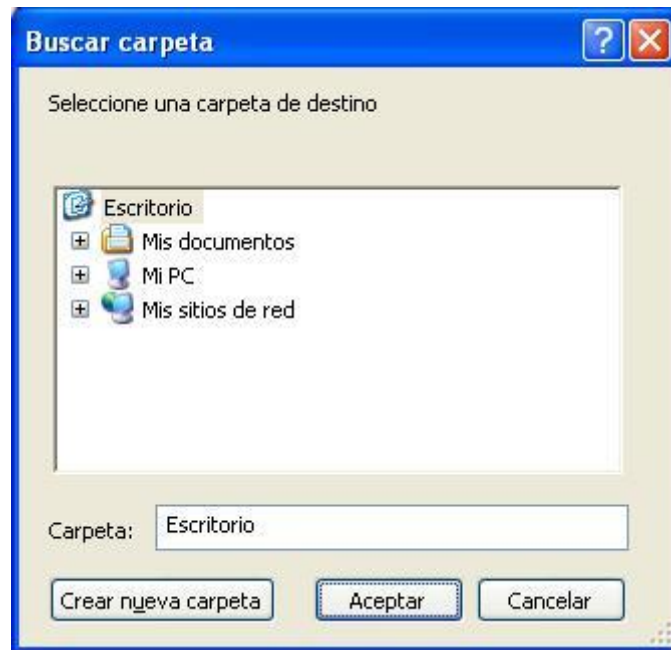 Buscar carpeta
Seleccione una carpeta de destino
Escritorio
Mis documentos
Mi PC
Mis sitios de red
Carpeta: Escritorio
Crear nueva carpeta Aceptar Cancelar